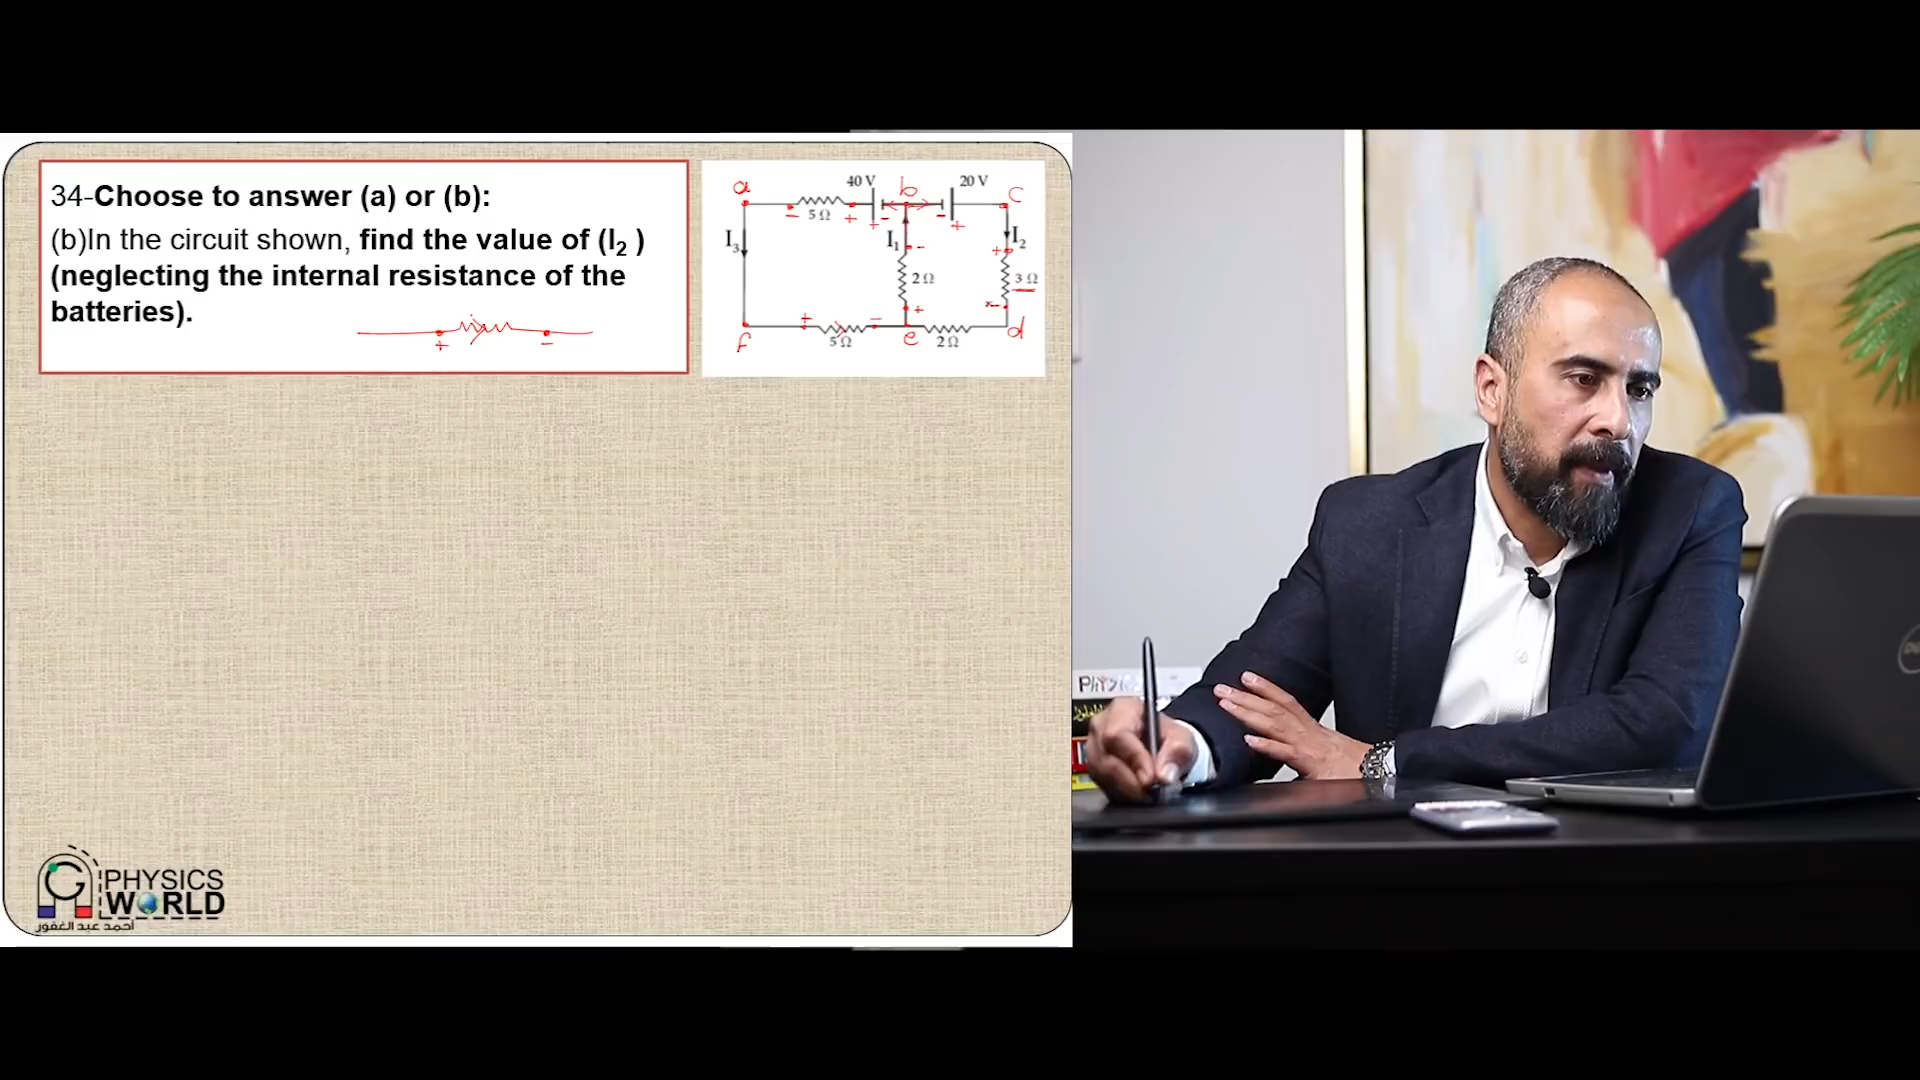 34-Choose to answer (a) or (b):
(b)In the circuit shown, find the value of (I2 )
(neglecting the internal resistance of the
batteries).
+ -
a 40 V b 20 V c
- 5 Ω + + - - +
I3 I1 - + I2
2 Ω 3 Ω
+ -
+ - 
f 5 Ω e 2 Ω d
PHYSICS
WORLD
احمد عبد الغفور